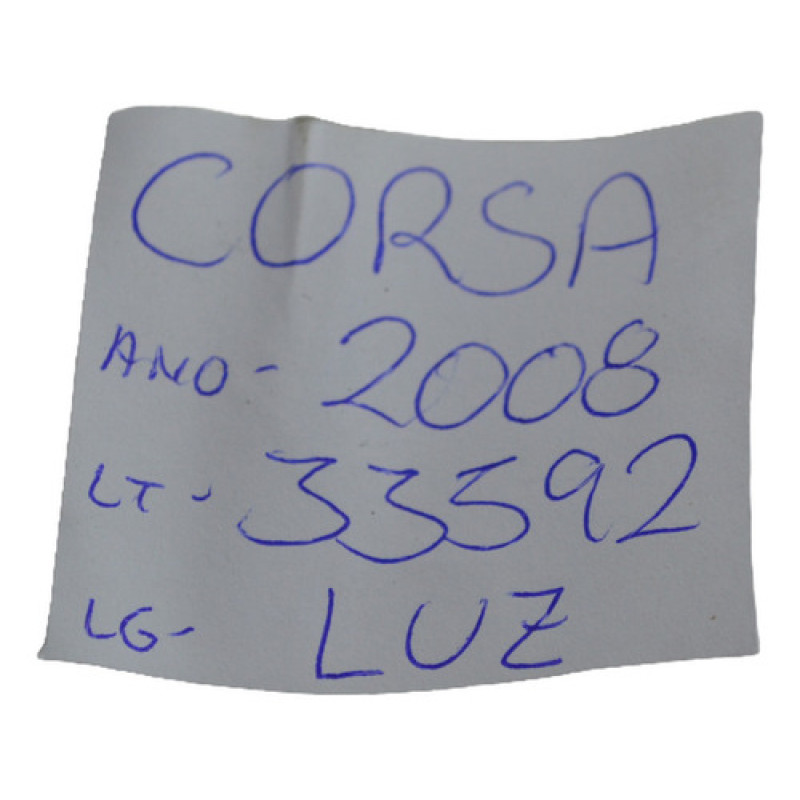 CORSA
ANO- 2008
LT- 33592
LG- LUZ